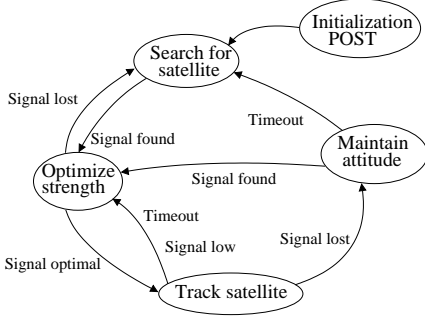 Initialization
POST
Search for
satellite
Signal lost
Timeout
Signal found
Maintain
attitude
Optimize
strength
Signal found
Timeout
Signal low
Signal lost
Signal optimal
Track satellite